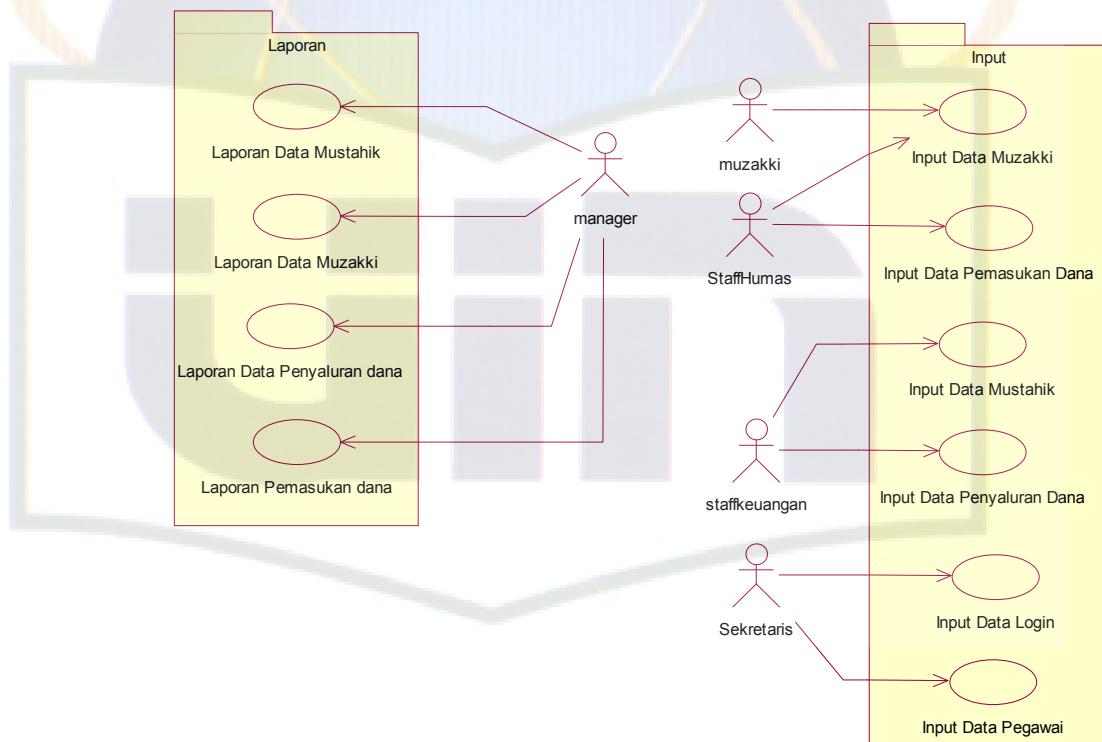 Laporan
Laporan Data Mustahik
Laporan Data Muzakki
Laporan Data Penyaluran dana
Laporan Pemasukan dana
manager
muzakki
StaffHumas
staffkeuangan
Sekretaris
Input
Input Data Muzakki
Input Data Pemasukan Dana
Input Data Mustahik
Input Data Penyaluran Dana
Input Data Login
Input Data Pegawai
uin